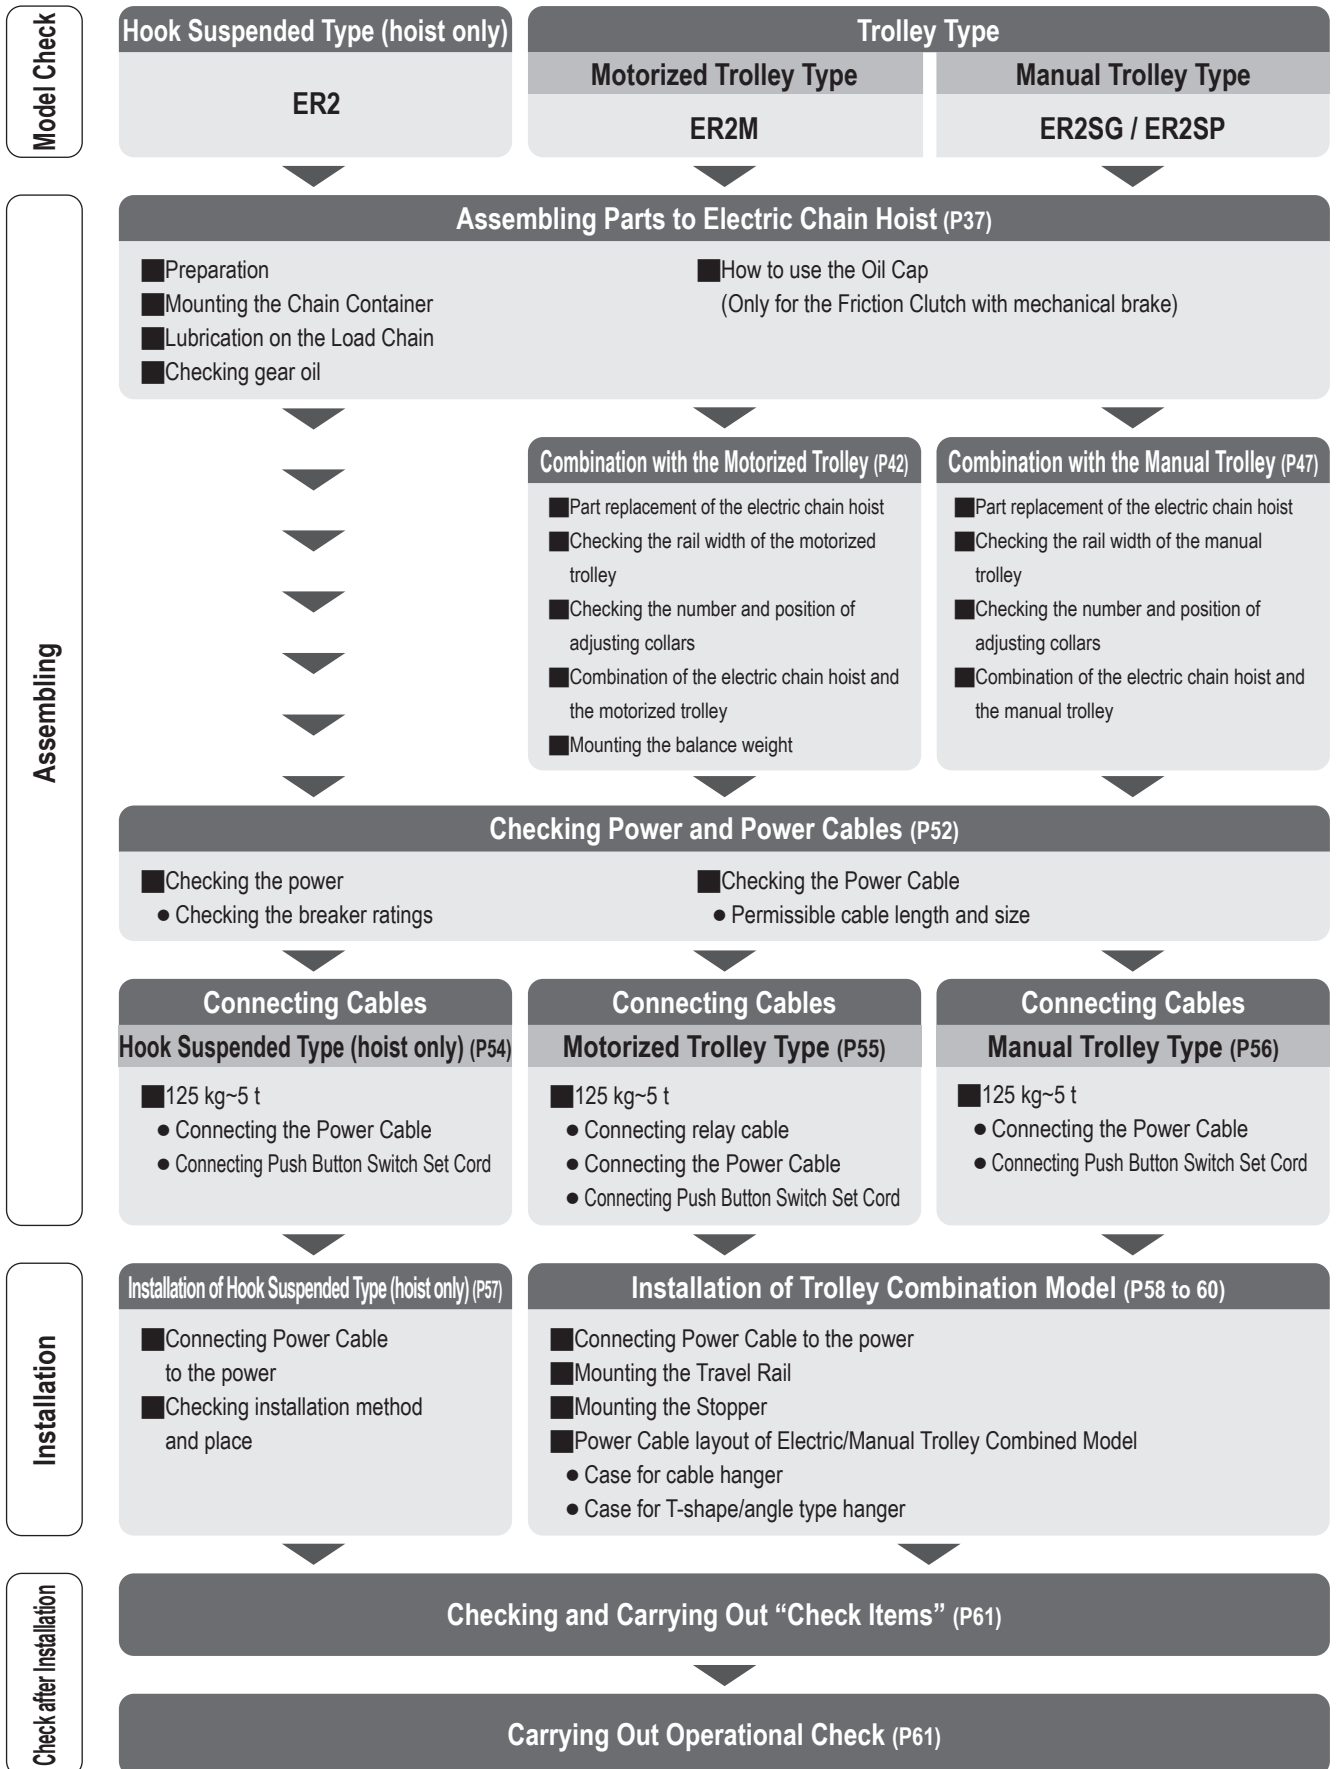 Model Check
Hook Suspended Type (hoist only)
ER2
Trolley Type
Motorized Trolley Type
ER2M
Manual Trolley Type
ER2SG / ER2SP
Assembling
Assembling Parts to Electric Chain Hoist (P37)
■Preparation
■Mounting the Chain Container
■Lubrication on the Load Chain
■Checking gear oil
■How to use the Oil Cap
(Only for the Friction Clutch with mechanical brake)
Combination with the Motorized Trolley (P42)
■Part replacement of the electric chain hoist
■Checking the rail width of the motorized
trolley
■Checking the number and position of
adjusting collars
■Combination of the electric chain hoist and
the motorized trolley
■Mounting the balance weight
Combination with the Manual Trolley (P47)
■Part replacement of the electric chain hoist
■Checking the rail width of the manual
trolley
■Checking the number and position of
adjusting collars
■Combination of the electric chain hoist and
the manual trolley
Checking Power and Power Cables (P52)
■Checking the power
● Checking the breaker ratings
■Checking the Power Cable
● Permissible cable length and size
Connecting Cables
Hook Suspended Type (hoist only) (P54)
■125 kg~5 t
● Connecting the Power Cable
● Connecting Push Button Switch Set Cord
Connecting Cables
Motorized Trolley Type (P55)
■125 kg~5 t
● Connecting relay cable
● Connecting the Power Cable
● Connecting Push Button Switch Set Cord
Connecting Cables
Manual Trolley Type (P56)
■125 kg~5 t
● Connecting the Power Cable
● Connecting Push Button Switch Set Cord
Installation
Installation of Hook Suspended Type (hoist only) (P57)
■Connecting Power Cable
to the power
■Checking installation method
and place
Installation of Trolley Combination Model (P58 to 60)
■Connecting Power Cable to the power
■Mounting the Travel Rail
■Mounting the Stopper
■Power Cable layout of Electric/Manual Trolley Combined Model
● Case for cable hanger
● Case for T-shape/angle type hanger
Check after Installation
Checking and Carrying Out “Check Items” (P61)
Carrying Out Operational Check (P61)